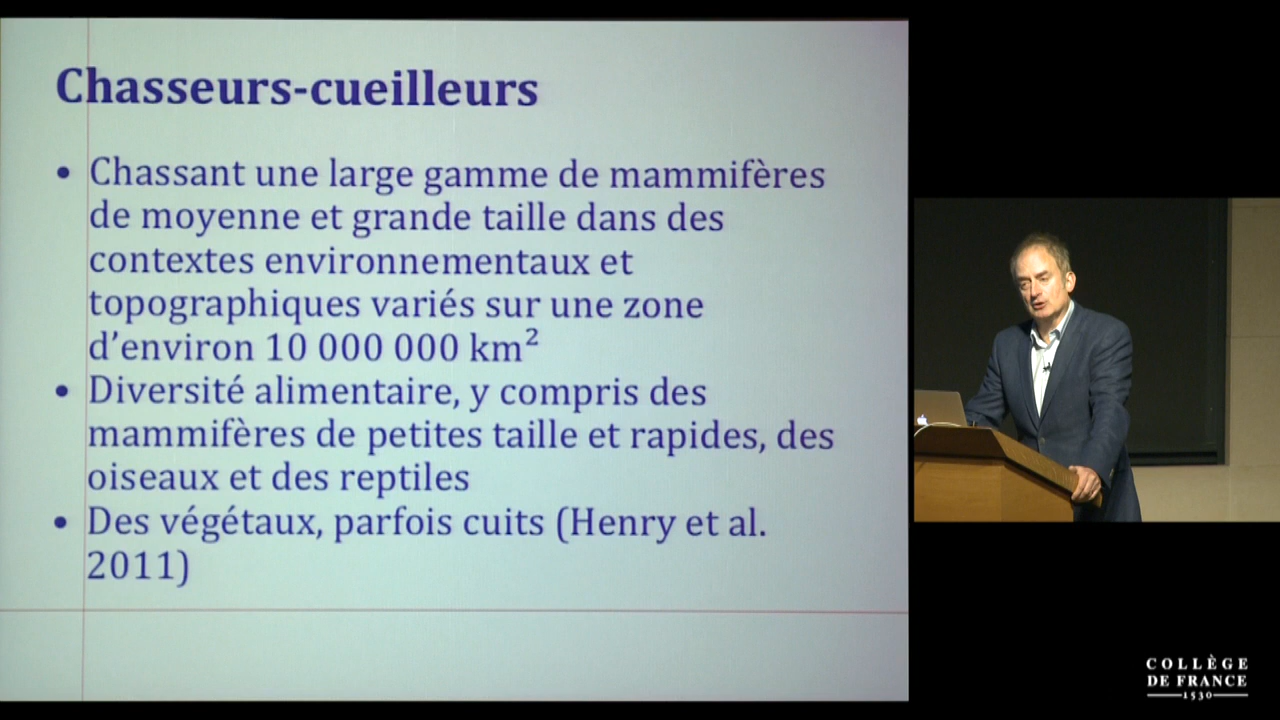 Chasseurs-cueilleurs
• Chassant une large gamme de mammifères
de moyenne et grande taille dans des
contextes environnementaux et
topographiques variés sur une zone
d’environ 10 000 000 km²
• Diversité alimentaire, y compris des
mammifères de petites taille et rapides, des
oiseaux et des reptiles
• Des végétaux, parfois cuits (Henry et al.
2011)
COLLÈGE
DE FRANCE
1530